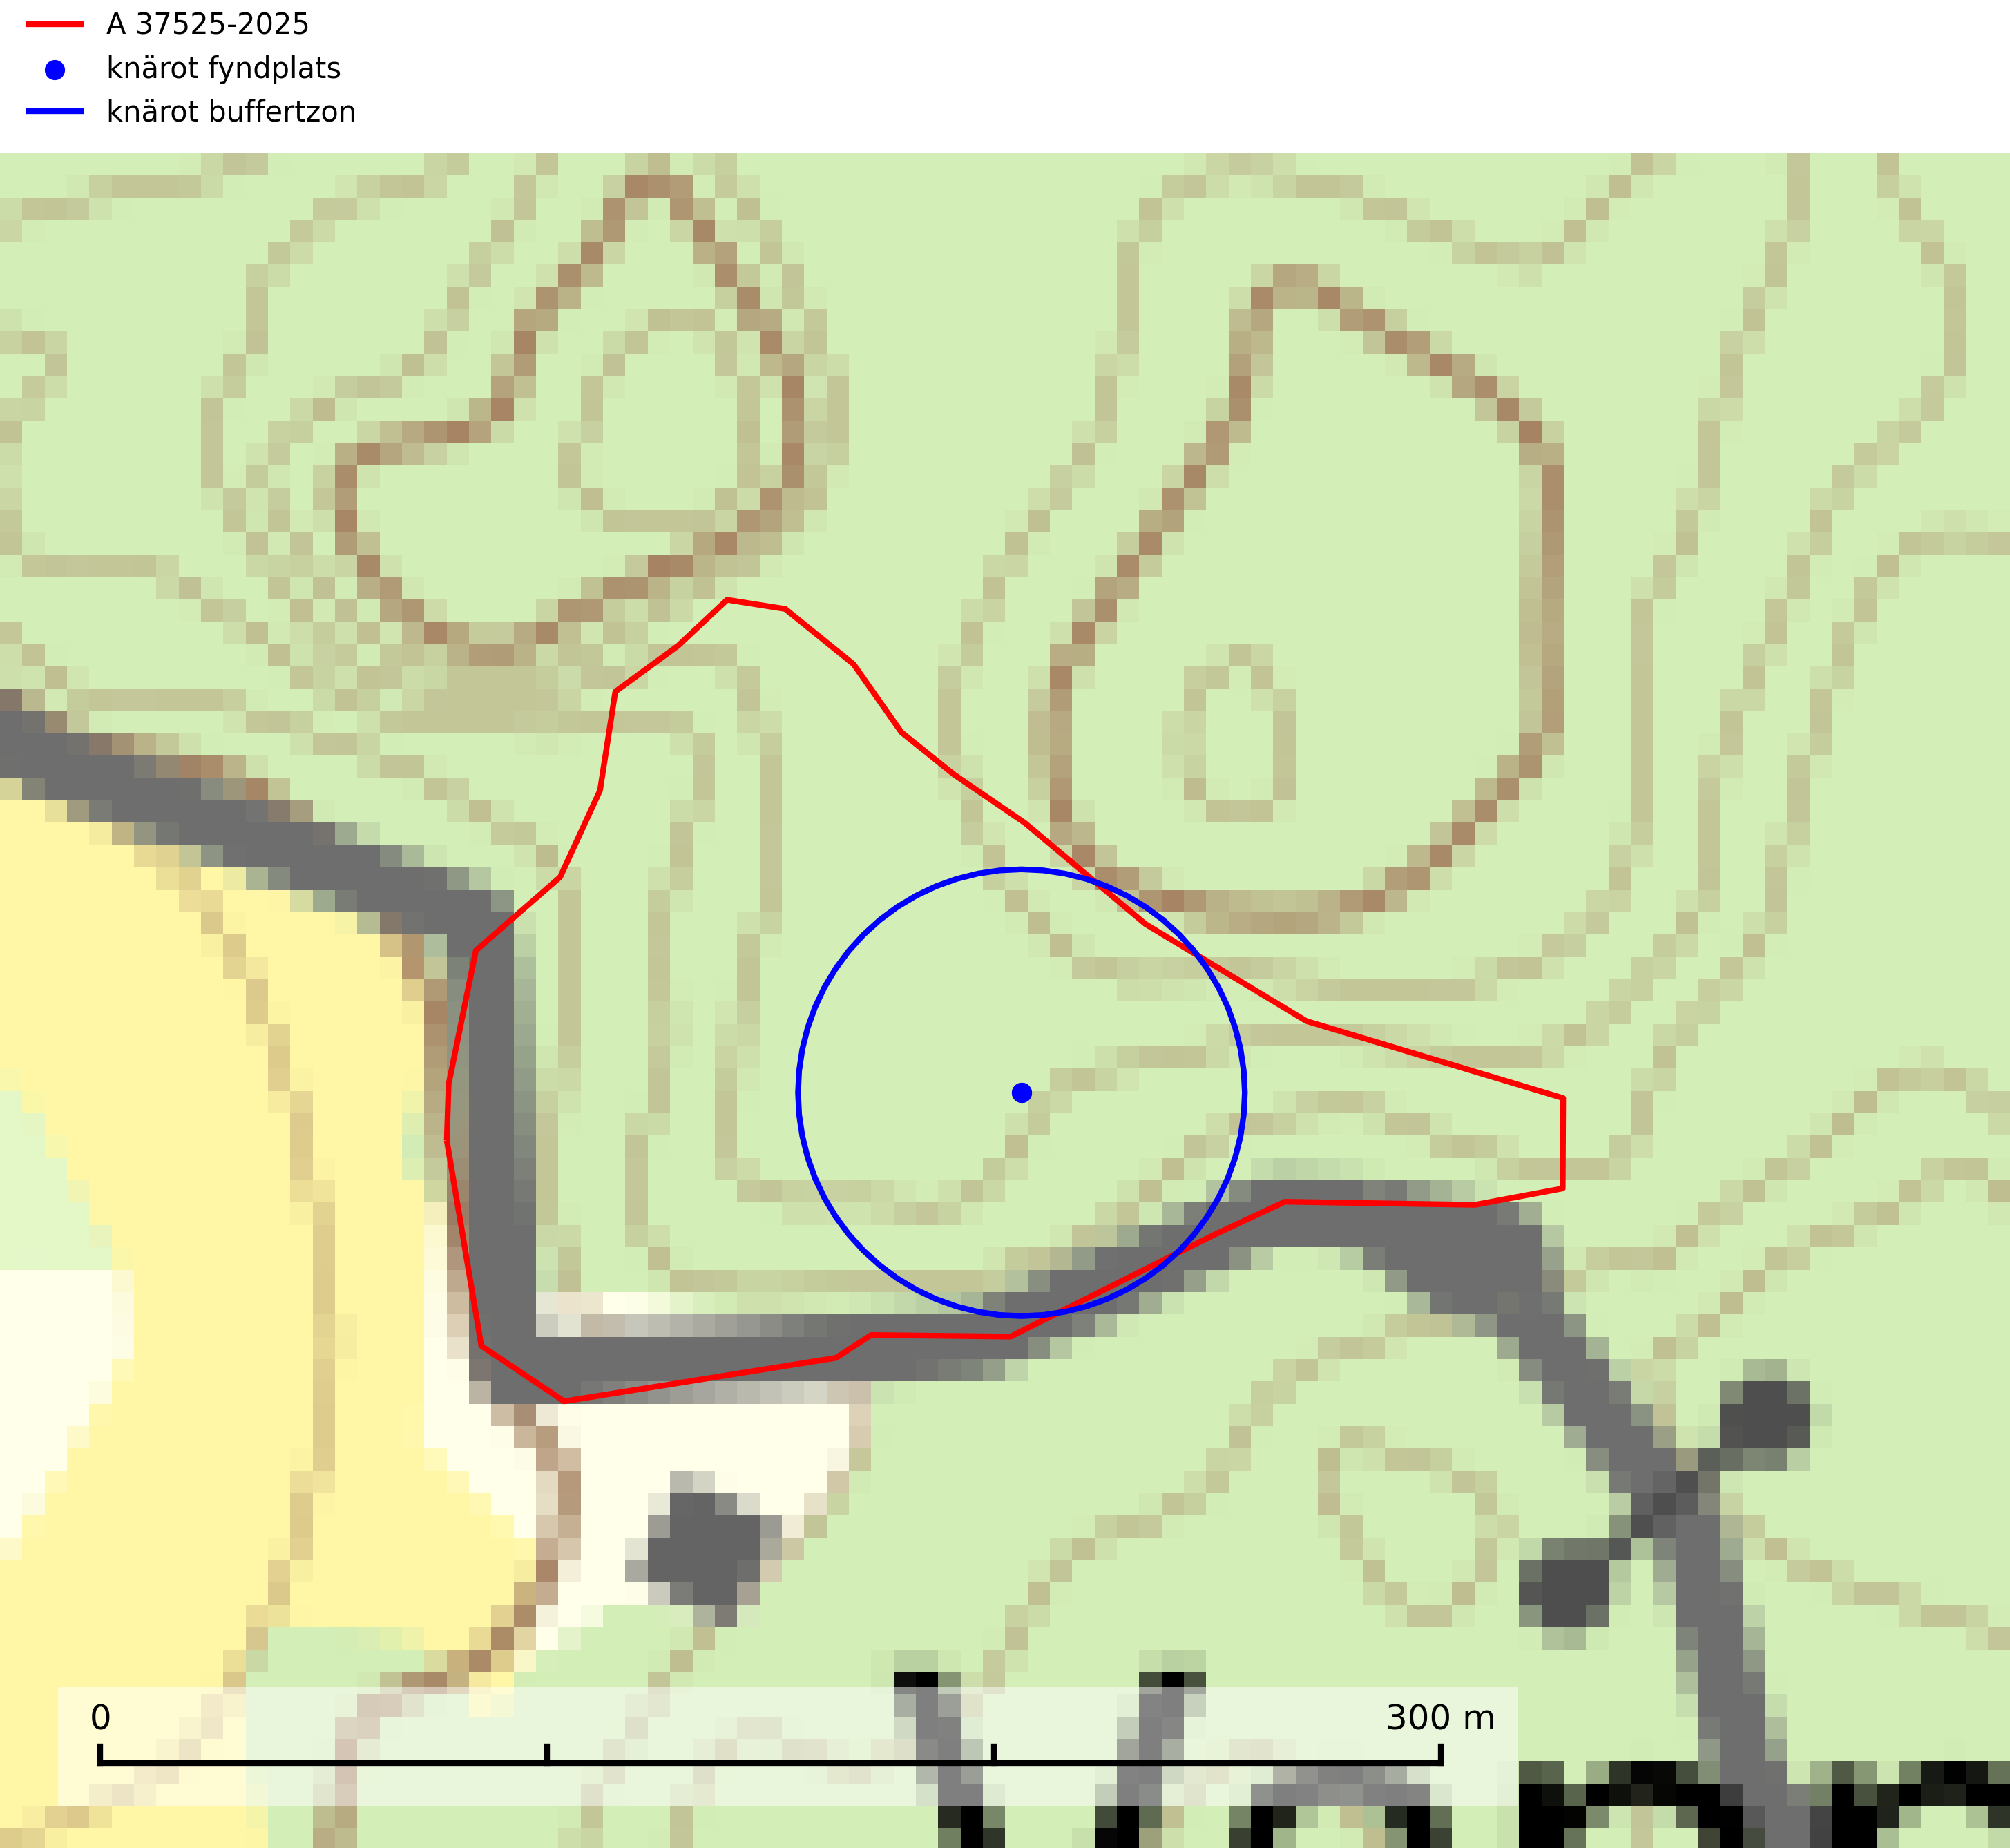 A 37525-2025
knärot fyndplats
knärot buffertzon
0 300 m